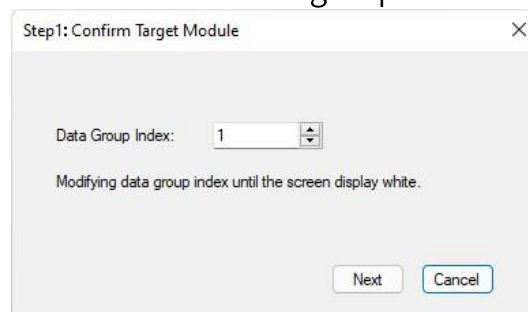 Step1: Confirm Target Module
Data Group Index: 1
Modifying data group index until the screen display white.
Next Cancel